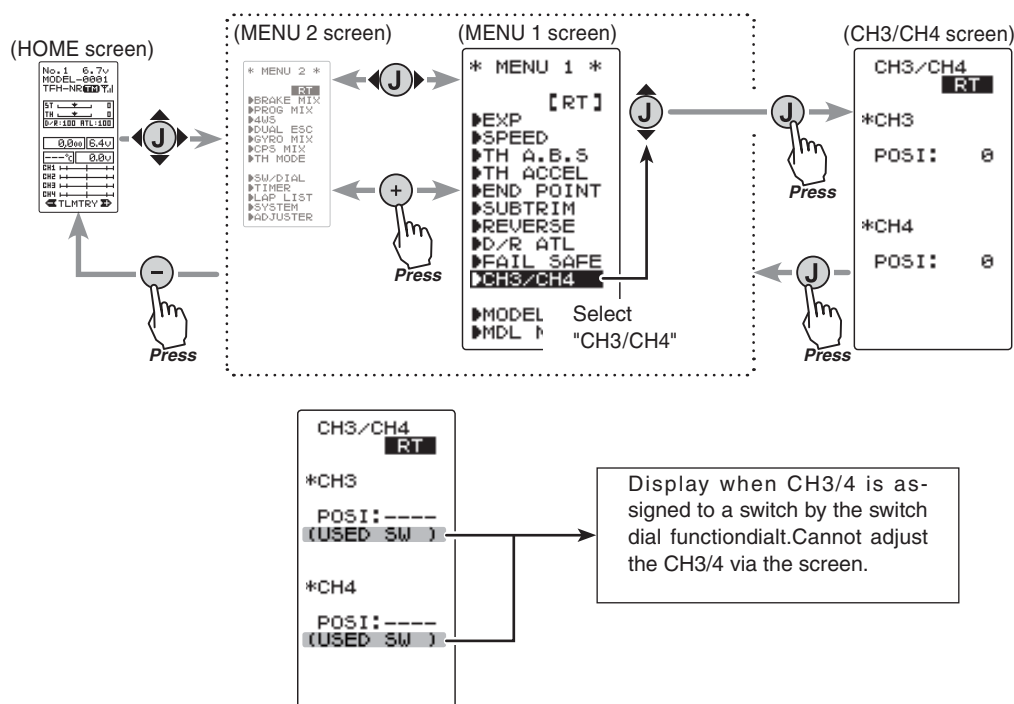 (HOME screen)
No.1 6.7v
MODEL-0001
TFH-NR TM
ST 0
TH 0
D/R:100 ATL:100
6.4v
---℃ 0.0v
CH1
CH2
CH3
CH4
TLMTRY
J
−
Press
(MENU 2 screen)
* MENU 2 *
RT
BRAKE MIX
PROG MIX
4WS
DUAL ESC
GYRO MIX
CPS MIX
TH MODE
SW/DIAL
TIMER
LAP LIST
SYSTEM
ADJUSTER
J
+
Press
(MENU 1 screen)
* MENU 1 *
[RT]
EXP
SPEED
TH A.B.S
TH ACCEL
END POINT
SUBTRIM
REVERSE
D/R ATL
FAIL SAFE
CH3/CH4
MODEL
MDL
Select
"CH3/CH4"
J
J
Press
J
Press
(CH3/CH4 screen)
CH3/CH4
RT
*CH3
POSI: 0
*CH4
POSI: 0
CH3/CH4
RT
*CH3
POSI:----
(USED SW )
*CH4
POSI:----
(USED SW )
Display when CH3/4 is as-
signed to a switch by the switch
dial functiondialt.Cannot adjust
the CH3/4 via the screen.